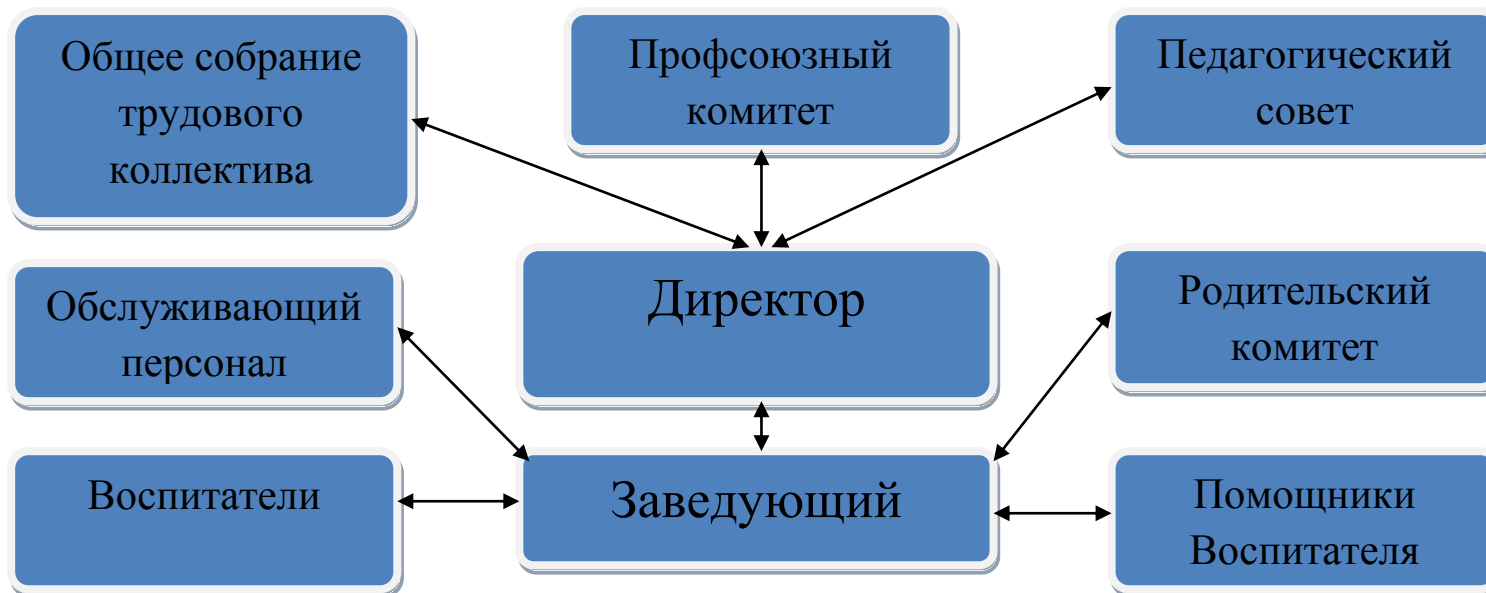 Общее собрание
трудового
коллектива
Профсоюзный
комитет
Педагогический
совет
Обслуживающий
персонал
Директор
Родительский
комитет
Воспитатели
Заведующий
Помощники
Воспитателя